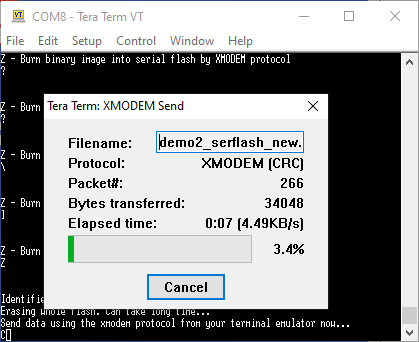 COM8 - Tera Term VT
File Edit Setup Control Window Help
Z - Burn binary image into serial flash by XMODEM protocol
?
Z - Burn
?
Z - Burn
\
Z - Burn
]
Z - Burn
Z
Tera Term: XMODEM Send
Filename: demo2_serflash_new.
Protocol: XMODEM (CRC)
Packet#: 266
Bytes transferred: 34048
Elapsed time: 0:07 (4.49KB/s)
3.4%
Cancel
Identifie
Erasing whole flash. Can take long time...
Send data using the xmodem protocol from your terminal emulator now...
C